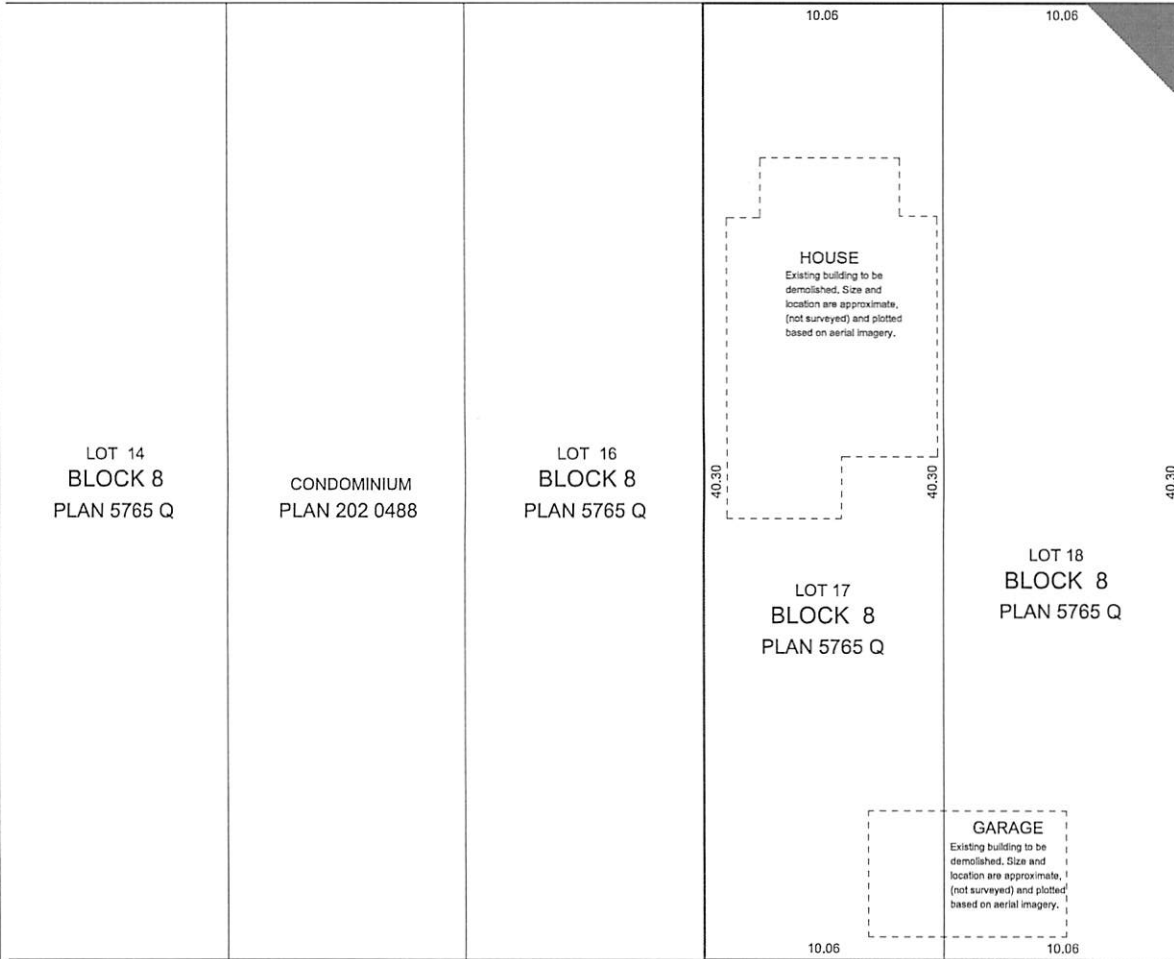 10.06
10.06
HOUSE
Existing building to be
demolished. Size and
location are approximate,
(not surveyed) and plotted
based on aerial imagery.
LOT 14
BLOCK 8
PLAN 5765 Q
CONDOMINIUM
PLAN 202 0488
LOT 16
BLOCK 8
PLAN 5765 Q
40.30
40.30
40.30
LOT 17
BLOCK 8
PLAN 5765 Q
LOT 18
BLOCK 8
PLAN 5765 Q
GARAGE
Existing building to be
demolished. Size and
location are approximate,
(not surveyed) and plotted
based on aerial imagery.
10.06
10.06